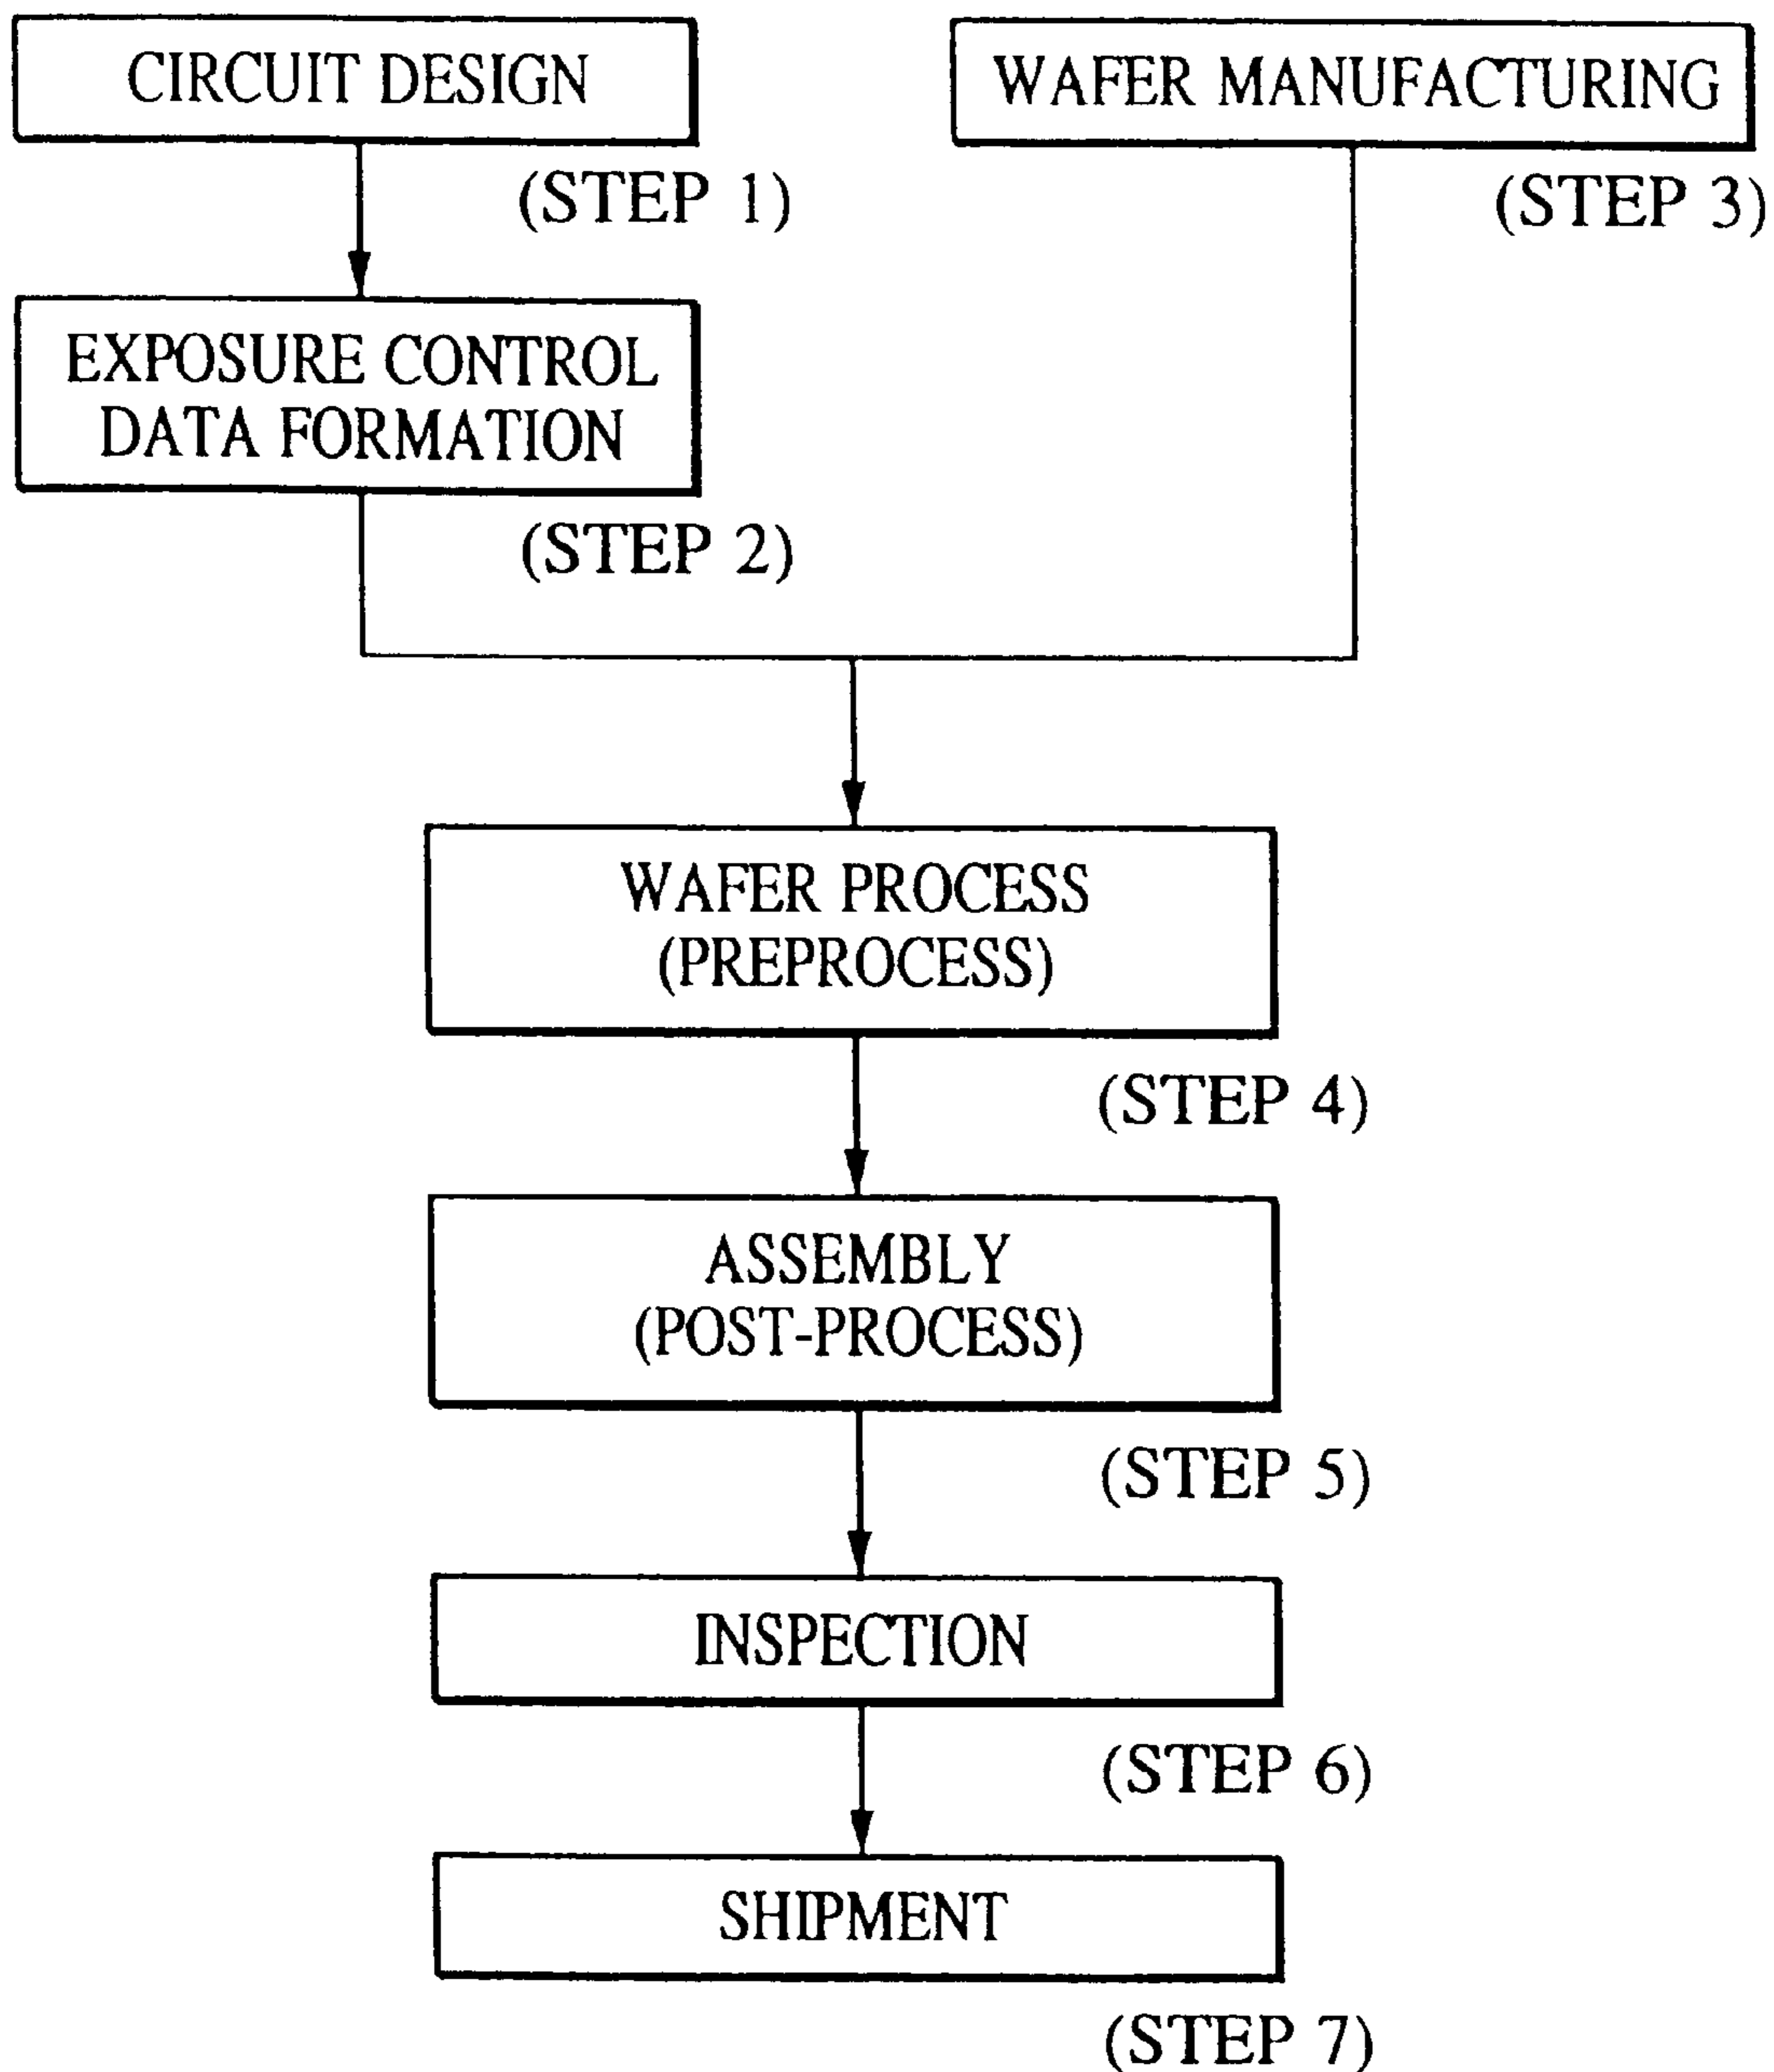 CIRCUIT DESIGN
(STEP 1)
WAFER MANUFACTURING
(STEP 3)
EXPOSURE CONTROL
DATA FORMATION
(STEP 2)
WAFER PROCESS
(PREPROCESS)
(STEP 4)
ASSEMBLY
(POST-PROCESS)
(STEP 5)
INSPECTION
(STEP 6)
SHIPMENT
(STEP 7)